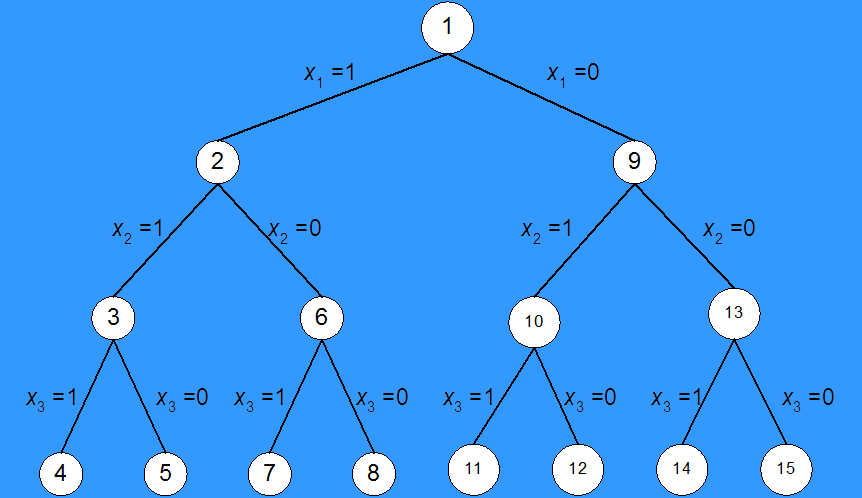 1
x1 =1
x1 =0
2
9
x2 =1
x2 =0
x2 =1
x2 =0
3
6
10
13
x3 =1
x3 =0
x3 =1
x3 =0
x3 =1
x3 =0
x3 =1
x3 =0
4
5
7
8
11
12
14
15